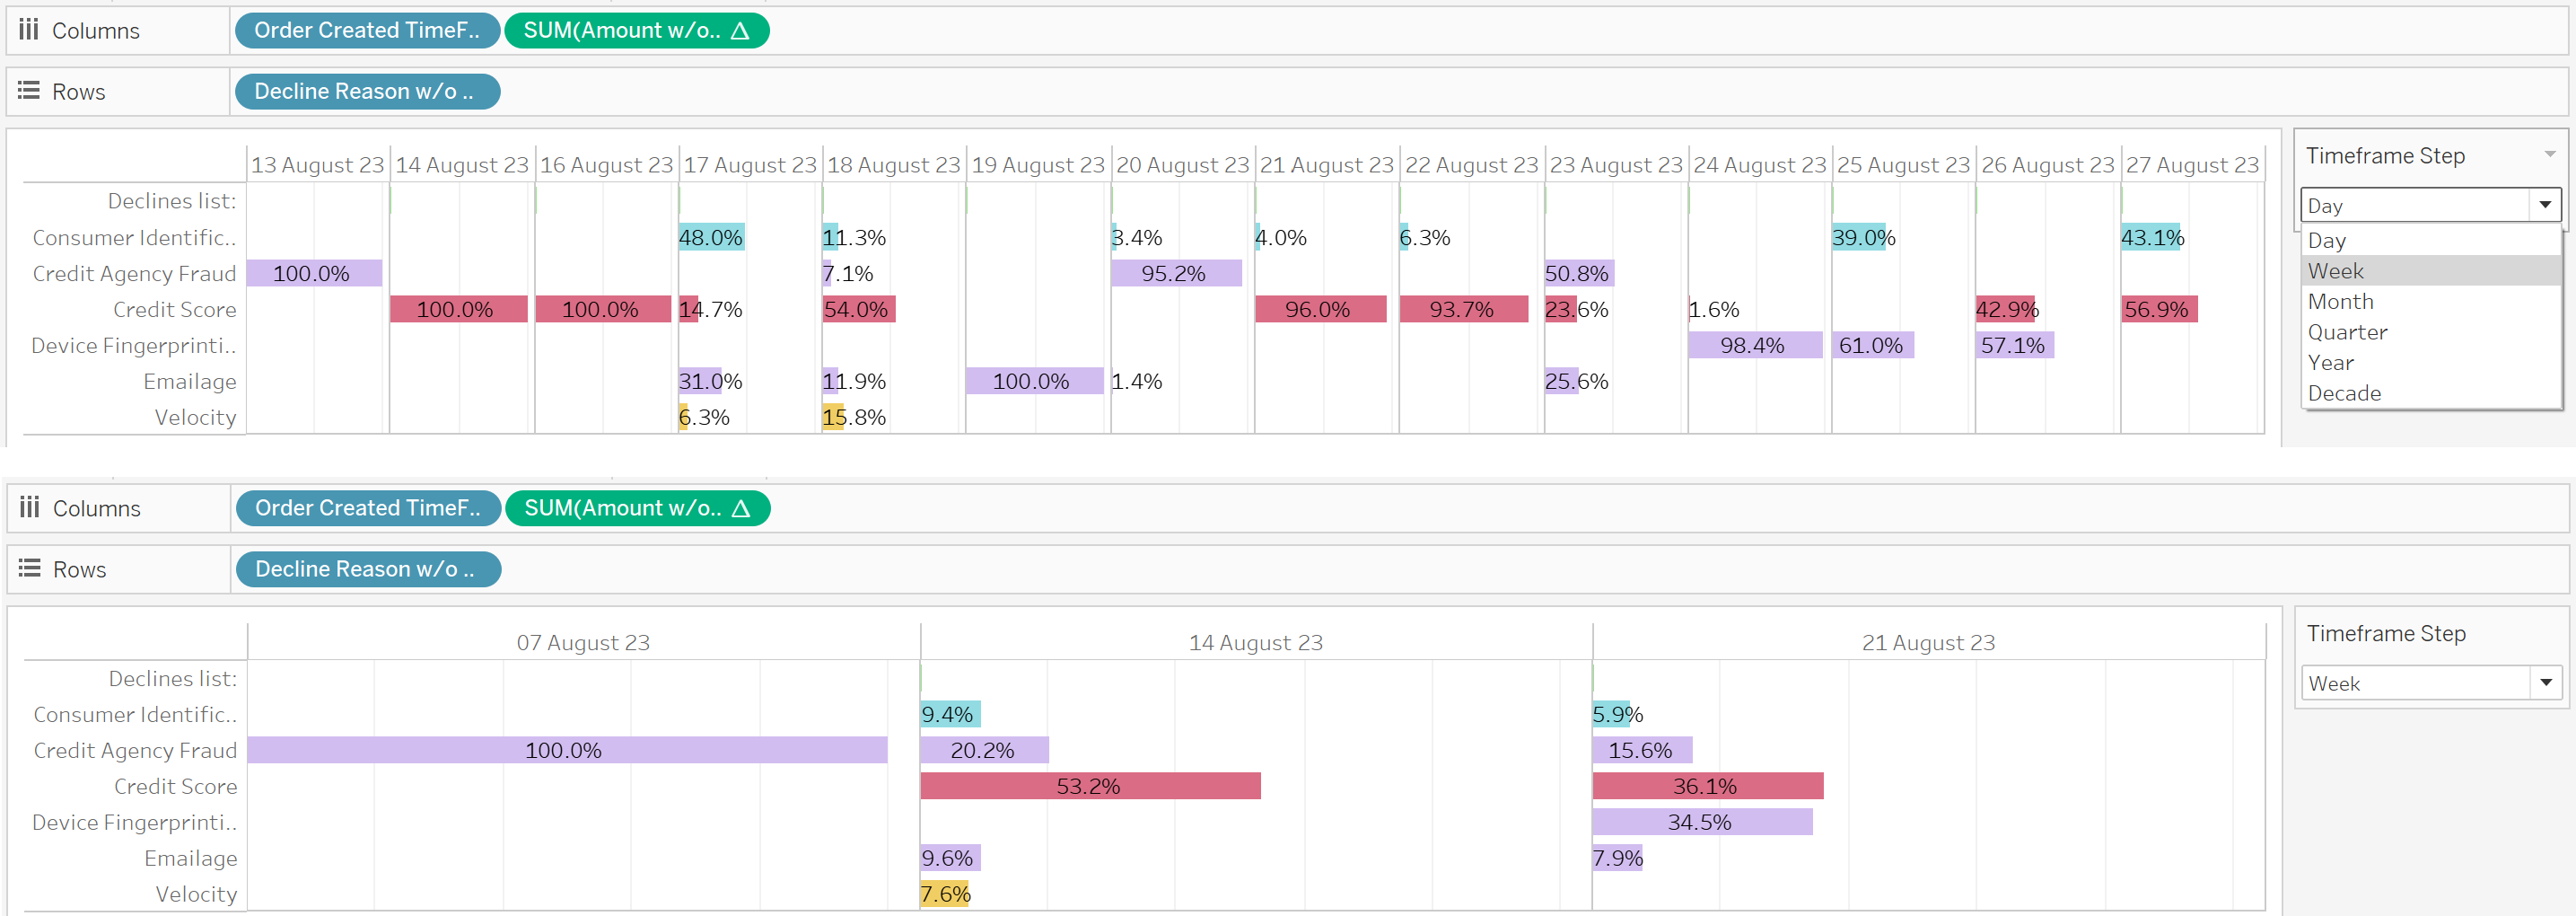 Columns Order Created TimeF.. SUM(Amount w/o.. Δ
Rows Decline Reason w/o ..
13 August 23 14 August 23 16 August 23 17 August 23 18 August 23 19 August 23 20 August 23 21 August 23 22 August 23 23 August 23 24 August 23 25 August 23 26 August 23 27 August 23
Declines list:
Consumer Identific.. 48.0% 11.3% 3.4% 4.0% 6.3% 39.0% 43.1%
Credit Agency Fraud 100.0% 7.1% 95.2% 50.8%
Credit Score 100.0% 100.0% 14.7% 54.0% 96.0% 93.7% 23.6% 1.6% 42.9% 56.9%
Device Fingerprinti.. 98.4% 61.0% 57.1%
Emailage 31.0% 11.9% 100.0% 1.4% 25.6%
Velocity 6.3% 15.8%
Timeframe Step
Day
Day
Week
Month
Quarter
Year
Decade
Columns Order Created TimeF.. SUM(Amount w/o.. Δ
Rows Decline Reason w/o ..
07 August 23 14 August 23 21 August 23
Declines list:
Consumer Identific.. 9.4% 5.9%
Credit Agency Fraud 100.0% 20.2% 15.6%
Credit Score 53.2% 36.1%
Device Fingerprinti.. 34.5%
Emailage 9.6% 7.9%
Velocity 7.6%
Timeframe Step
Week